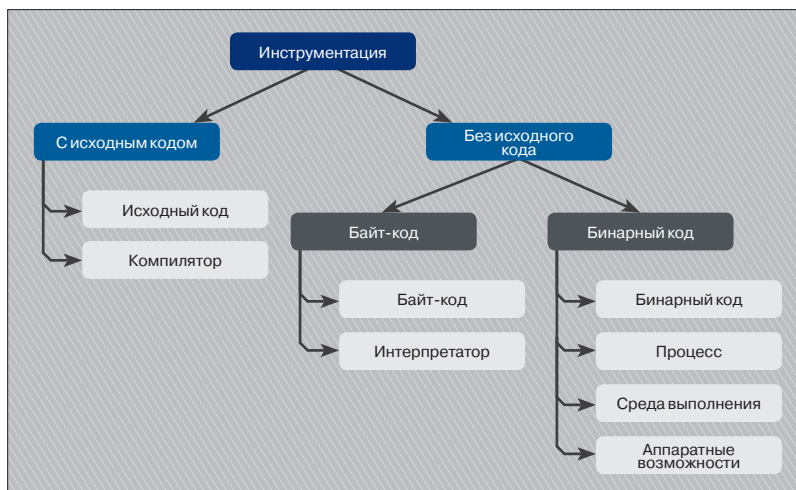 Инструментация
С исходным кодом
Без исходного
кода
Исходный код
Компилятор
Байт-код
Бинарный код
Байт-код
Интерпретатор
Бинарный код
Процесс
Среда выполнения
Аппаратные
возможности